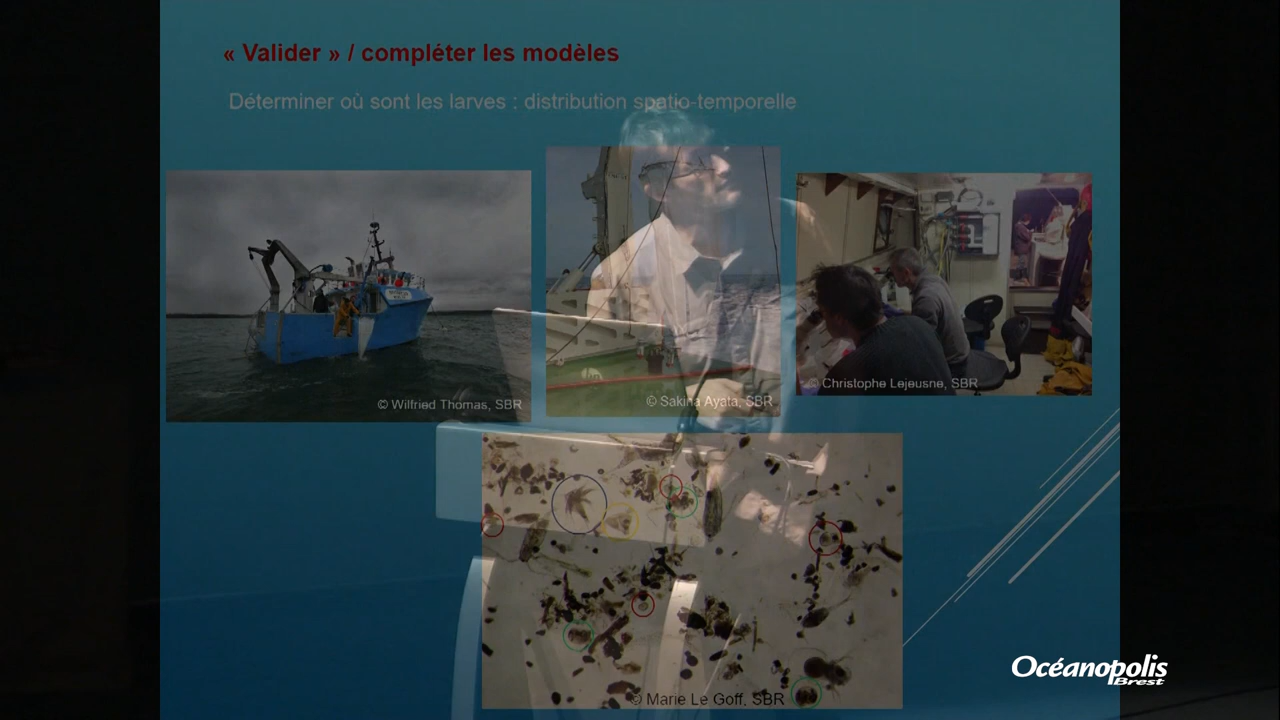 « Valider » / compléter les modèles
Déterminer où sont les larves : distribution spatio-temporelle
© Wilfried Thomas, SBR
© Sakina Ayata, SBR
© Christophe Lejeusne, SBR
© Marie Le Goff, SBR
Océanopolis
Brest